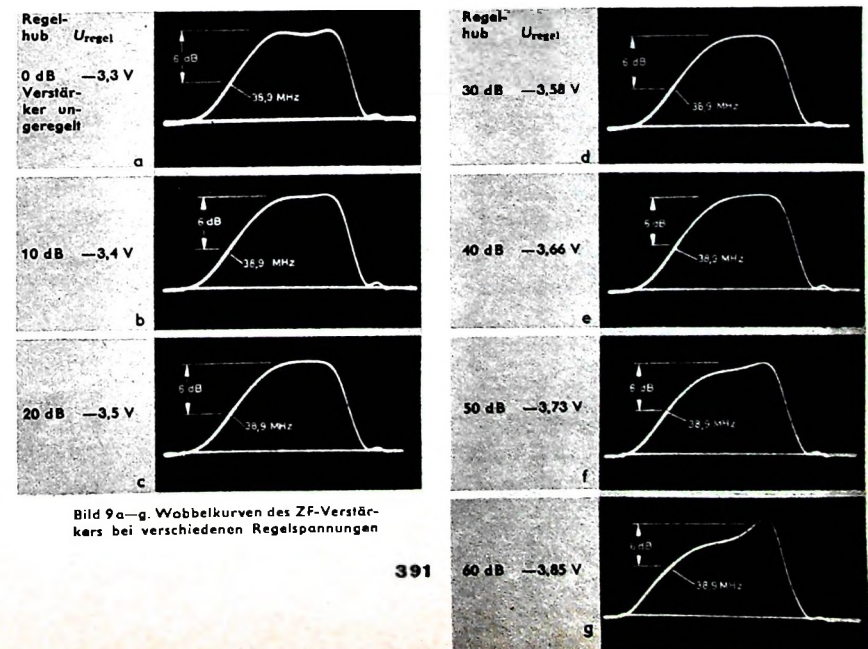 Regel-
hub Uregel
0 dB —3,3 V
Verstär-
ker un-
geregelt
a
6 dB
38,9 MHz
10 dB —3,4 V
b
6 dB
38,9 MHz
20 dB —3,5 V
c
6 dB
38,9 MHz
Bild 9a—g. Wobbelkurven des ZF-Verstär-
kers bei verschiedenen Regelspannungen
391
Regel-
hub Uregel
30 dB —3,58 V
d
6 dB
38,9 MHz
40 dB —3,66 V
e
6 dB
38,9 MHz
50 dB —3,73 V
f
6 dB
38,9 MHz
60 dB —3,85 V
g
6 dB
38,9 MHz